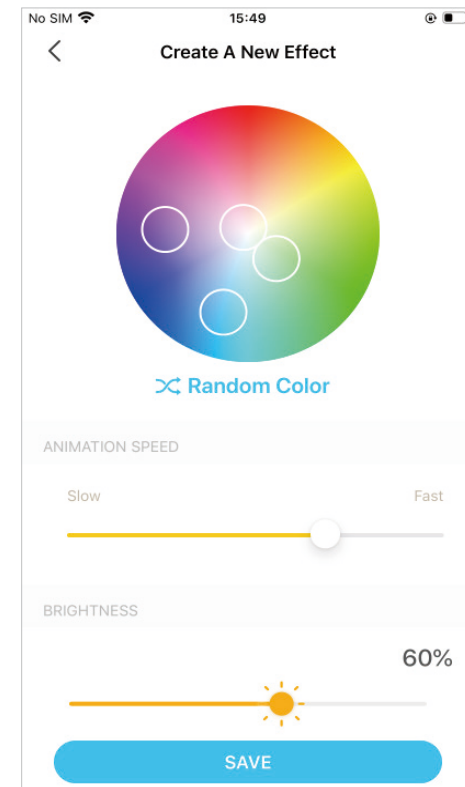 No SIM 15:49
Create A New Effect
Random Color
ANIMATION SPEED
Slow Fast
BRIGHTNESS
60%
SAVE